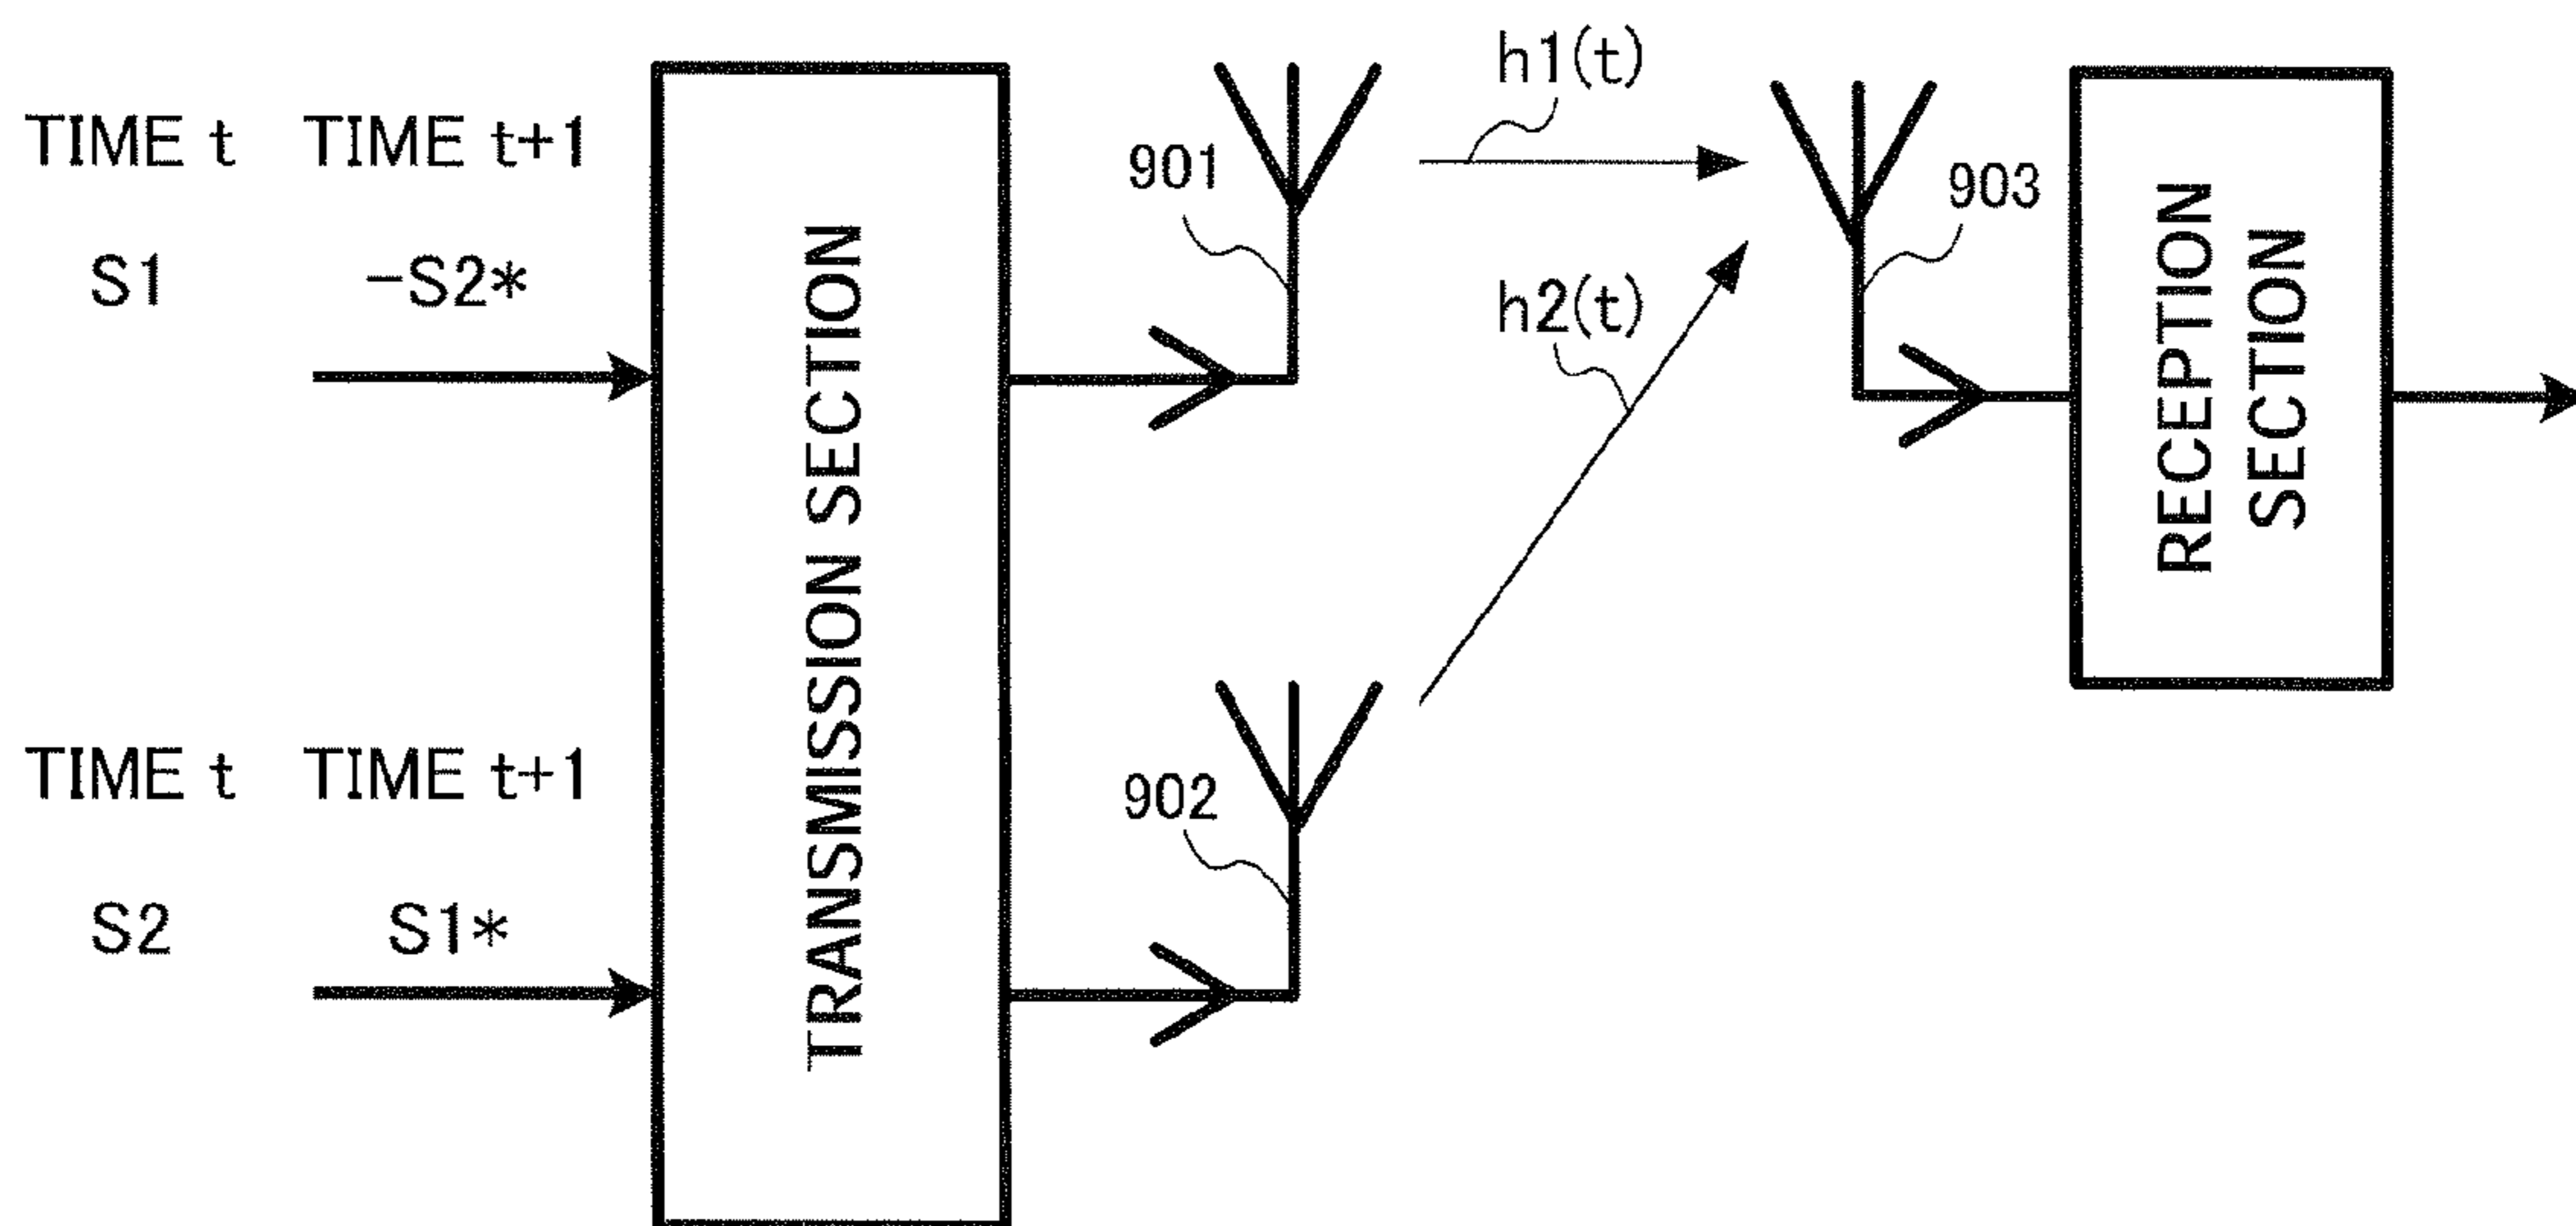 TIME t TIME t+1
S1 -S2*
TRANSMISSION SECTION
901
h1(t)
h2(t)
903
RECEPTION
SECTION
TIME t TIME t+1
S2 S1*
902